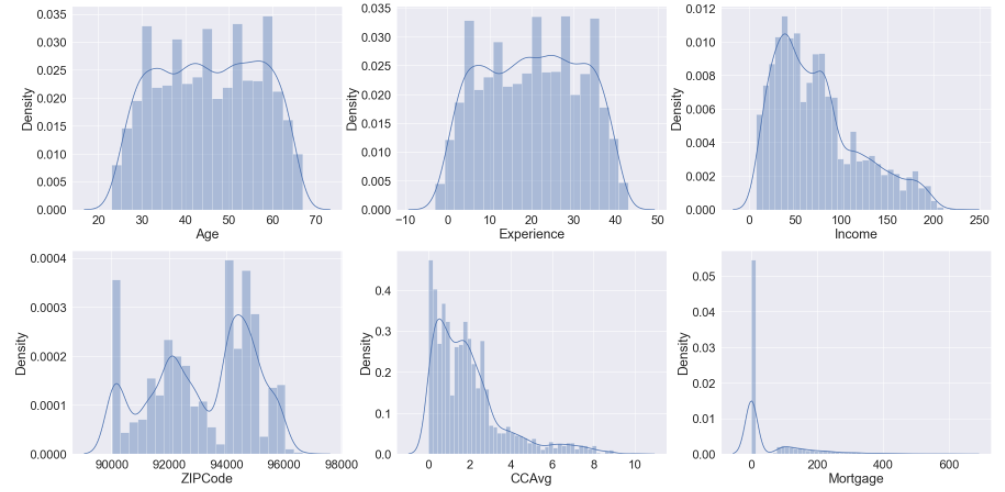 0.035
0.030
0.025
0.020
0.015
0.010
0.005
0.000
Density
20 30 40 50 60 70
Age
0.035
0.030
0.025
0.020
0.015
0.010
0.005
0.000
Density
−10 0 10 20 30 40 50
Experience
0.012
0.010
0.008
0.006
0.004
0.002
0.000
Density
0 50 100 150 200 250
Income
0.0004
0.0003
0.0002
0.0001
0.0000
Density
90000 92000 94000 96000 98000
ZIPCode
0.4
0.3
0.2
0.1
0.0
Density
0 2 4 6 8 10
CCAvg
0.05
0.04
0.03
0.02
0.01
0.00
Density
0 200 400 600
Mortgage